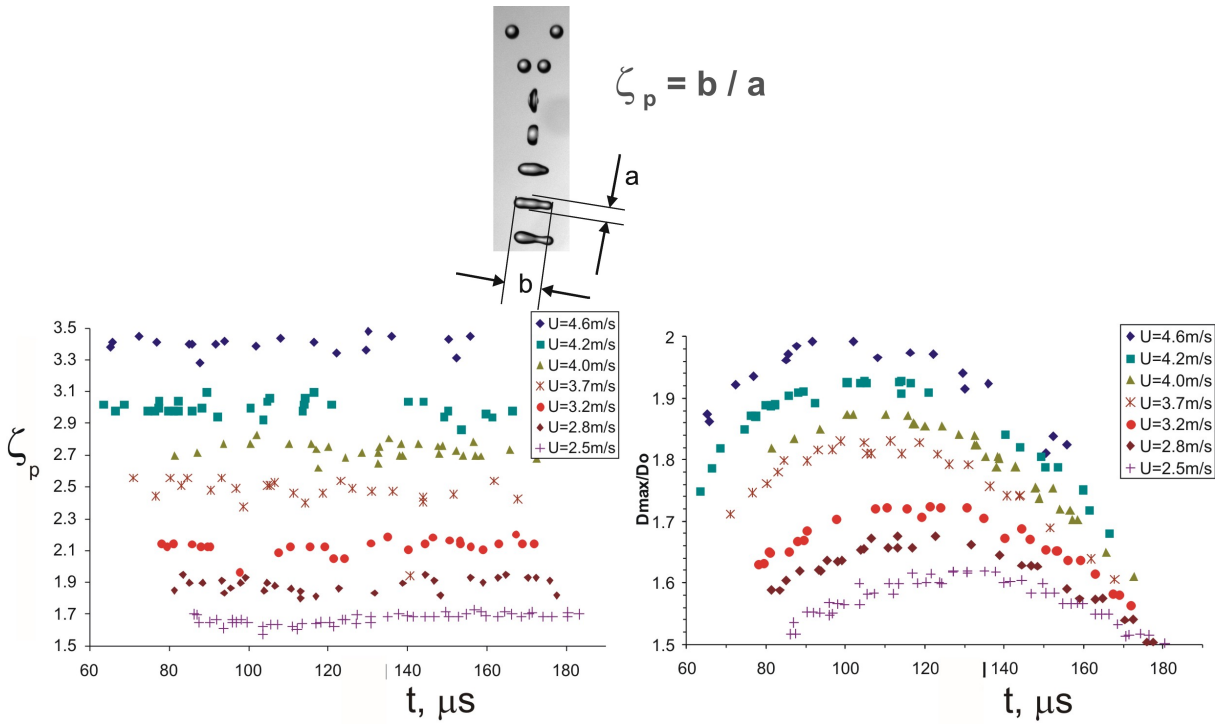 ζp = b / a
a
b
3.5
3.3
3.1
2.9
2.7
2.5
2.3
2.1
1.9
1.7
1.5
ζp
60 80 100 120 140 160 180
t, μs
U=4.6m/s
U=4.2m/s
U=4.0m/s
U=3.7m/s
U=3.2m/s
U=2.8m/s
U=2.5m/s
2
1.9
1.8
1.7
1.6
1.5
Dmax/Do
60 80 100 120 140 160 180
t, μs
U=4.6m/s
U=4.2m/s
U=4.0m/s
U=3.7m/s
U=3.2m/s
U=2.8m/s
U=2.5m/s